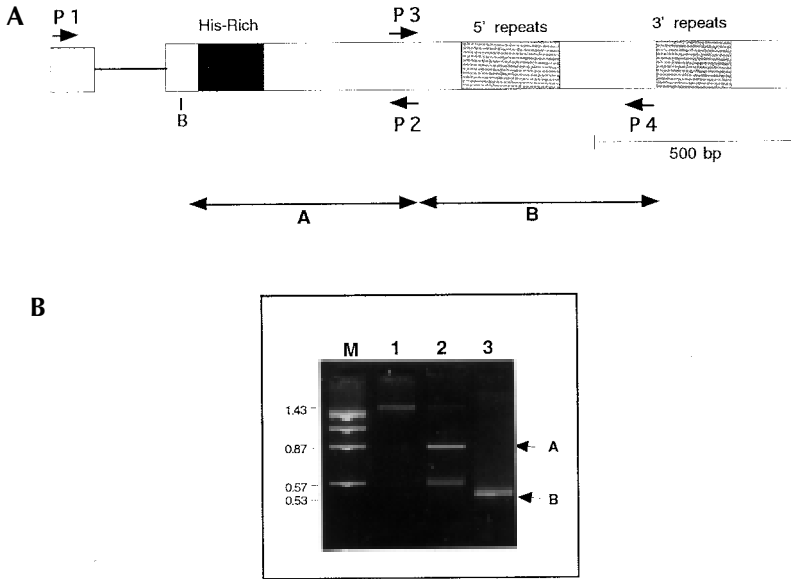 A
P 1
His-Rich
P 3
5' repeats
3' repeats
B
P 2
P 4
500 bp
A
B
B
M 1 2 3
1.43
0.87
A
0.57
0.53
B